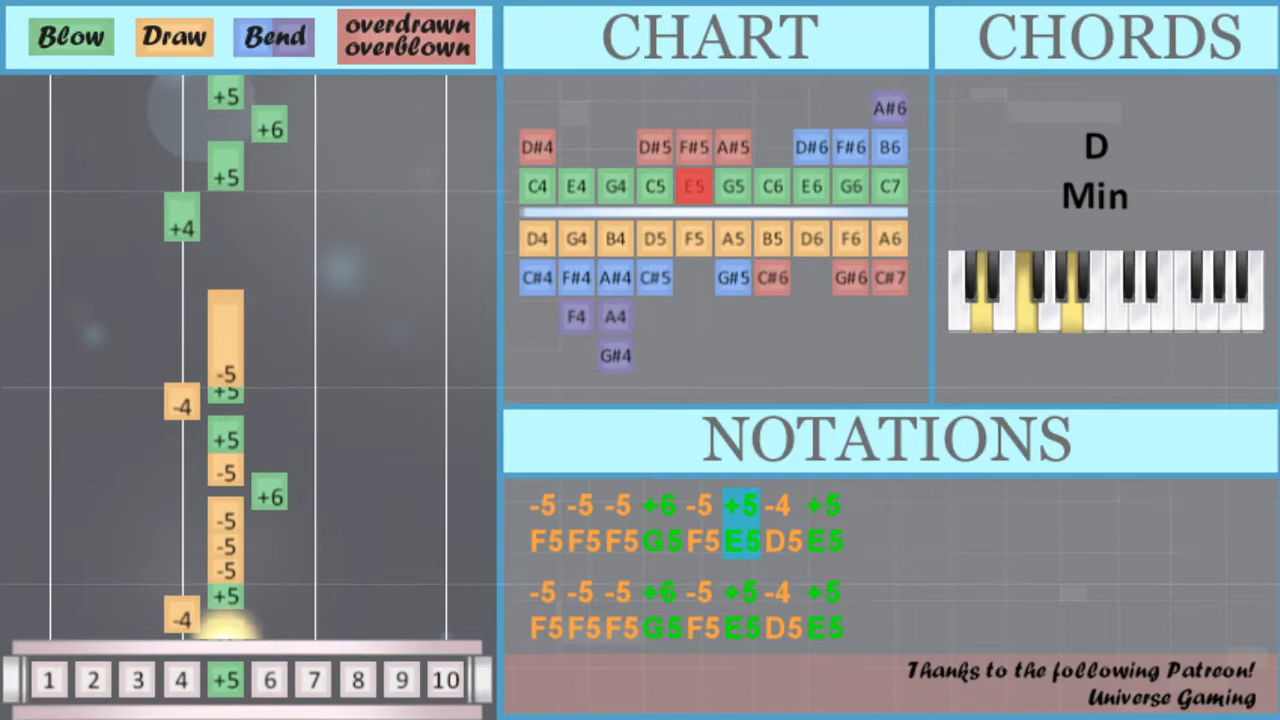 Blow Draw Bend overdrawn
overblown
CHART
CHORDS
+5
+6
+5
+4
-5
+5
-4
+5
-5
+6
-5
-5
-5
+5
-4
1 2 3 4 +5 6 7 8 9 10
A#6
D#4 D#5 F#5 A#5 D#6 F#6 B6
C4 E4 G4 C5 E5 G5 C6 E6 G6 C7
D4 G4 B4 D5 F5 A5 B5 D6 F6 A6
C#4 F#4 A#4 C#5 G#5 C#6 G#6 C#7
F4 A4
G#4
D
Min
NOTATIONS
-5 -5 -5 +6 -5 +5 -4 +5
F5 F5 F5 G5 F5 E5 D5 E5
-5 -5 -5 +6 -5 +5 -4 +5
F5 F5 F5 G5 F5 E5 D5 E5
Thanks to the following Patreon!
Universe Gaming